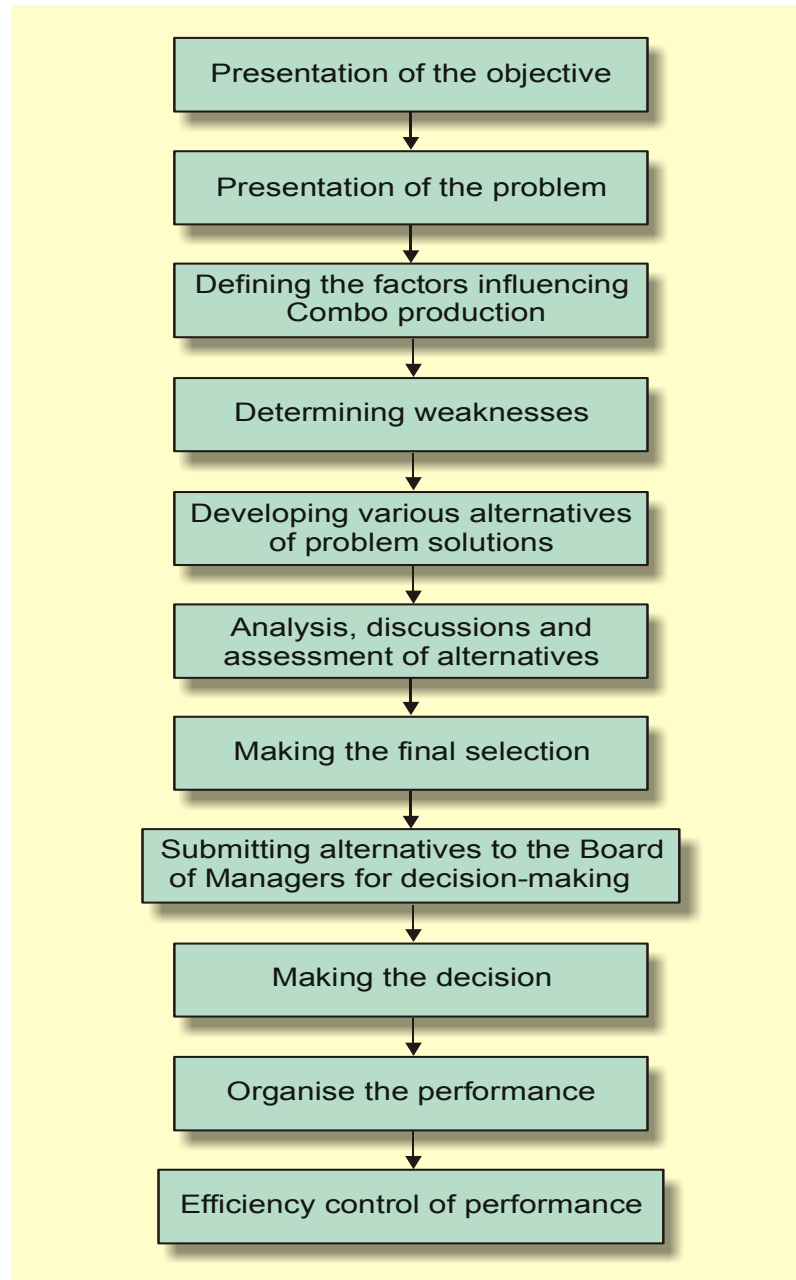 Presentation of the objective
Presentation of the problem
Defining the factors influencing
Combo production
Determining weaknesses
Developing various alternatives
of problem solutions
Analysis, discussions and
assessment of alternatives
Making the final selection
Submitting alternatives to the Board
of Managers for decision-making
Making the decision
Organise the performance
Efficiency control of performance